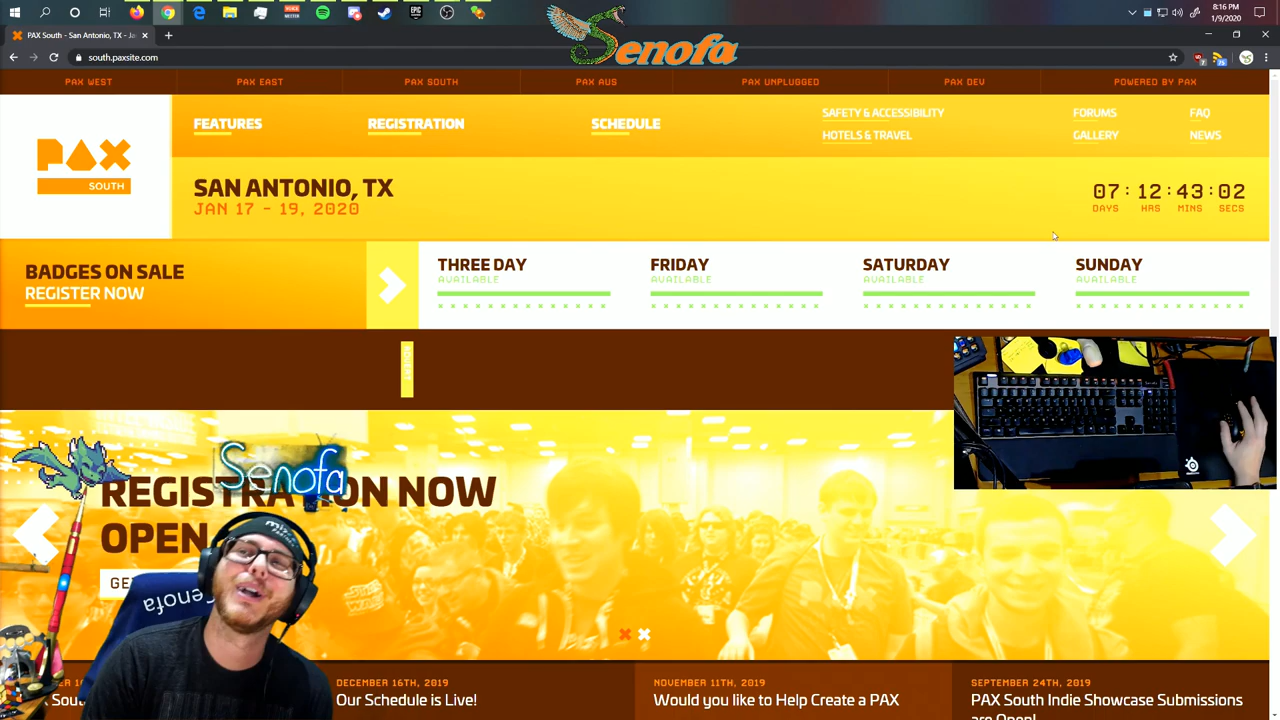 8:16 PM
1/9/2020
PAX South - San Antonio, TX - Ja
Senofa
south.paxsite.com
PAX WEST
PAX EAST
PAX SOUTH
PAX AUS
PAX UNPLUGGED
PAX DEV
POWERED BY PAX
PAX
SOUTH
FEATURES
REGISTRATION
SCHEDULE
SAFETY & ACCESSIBILITY
HOTELS & TRAVEL
FORUMS
GALLERY
FAQ
NEWS
SAN ANTONIO, TX
JAN 17 - 19, 2020
07 : 12 : 43 : 02
DAYS HRS MINS SECS
BADGES ON SALE
REGISTER NOW
THREE DAY
AVAILABLE
FRIDAY
AVAILABLE
SATURDAY
AVAILABLE
SUNDAY
AVAILABLE
Senofa
REGISTRATION NOW
OPEN
GE
Senofa
DECEMBER 16TH, 2019
Our Schedule is Live!
NOVEMBER 11TH, 2019
Would you like to Help Create a PAX
SEPTEMBER 24TH, 2019
PAX South Indie Showcase Submissions
are Open!